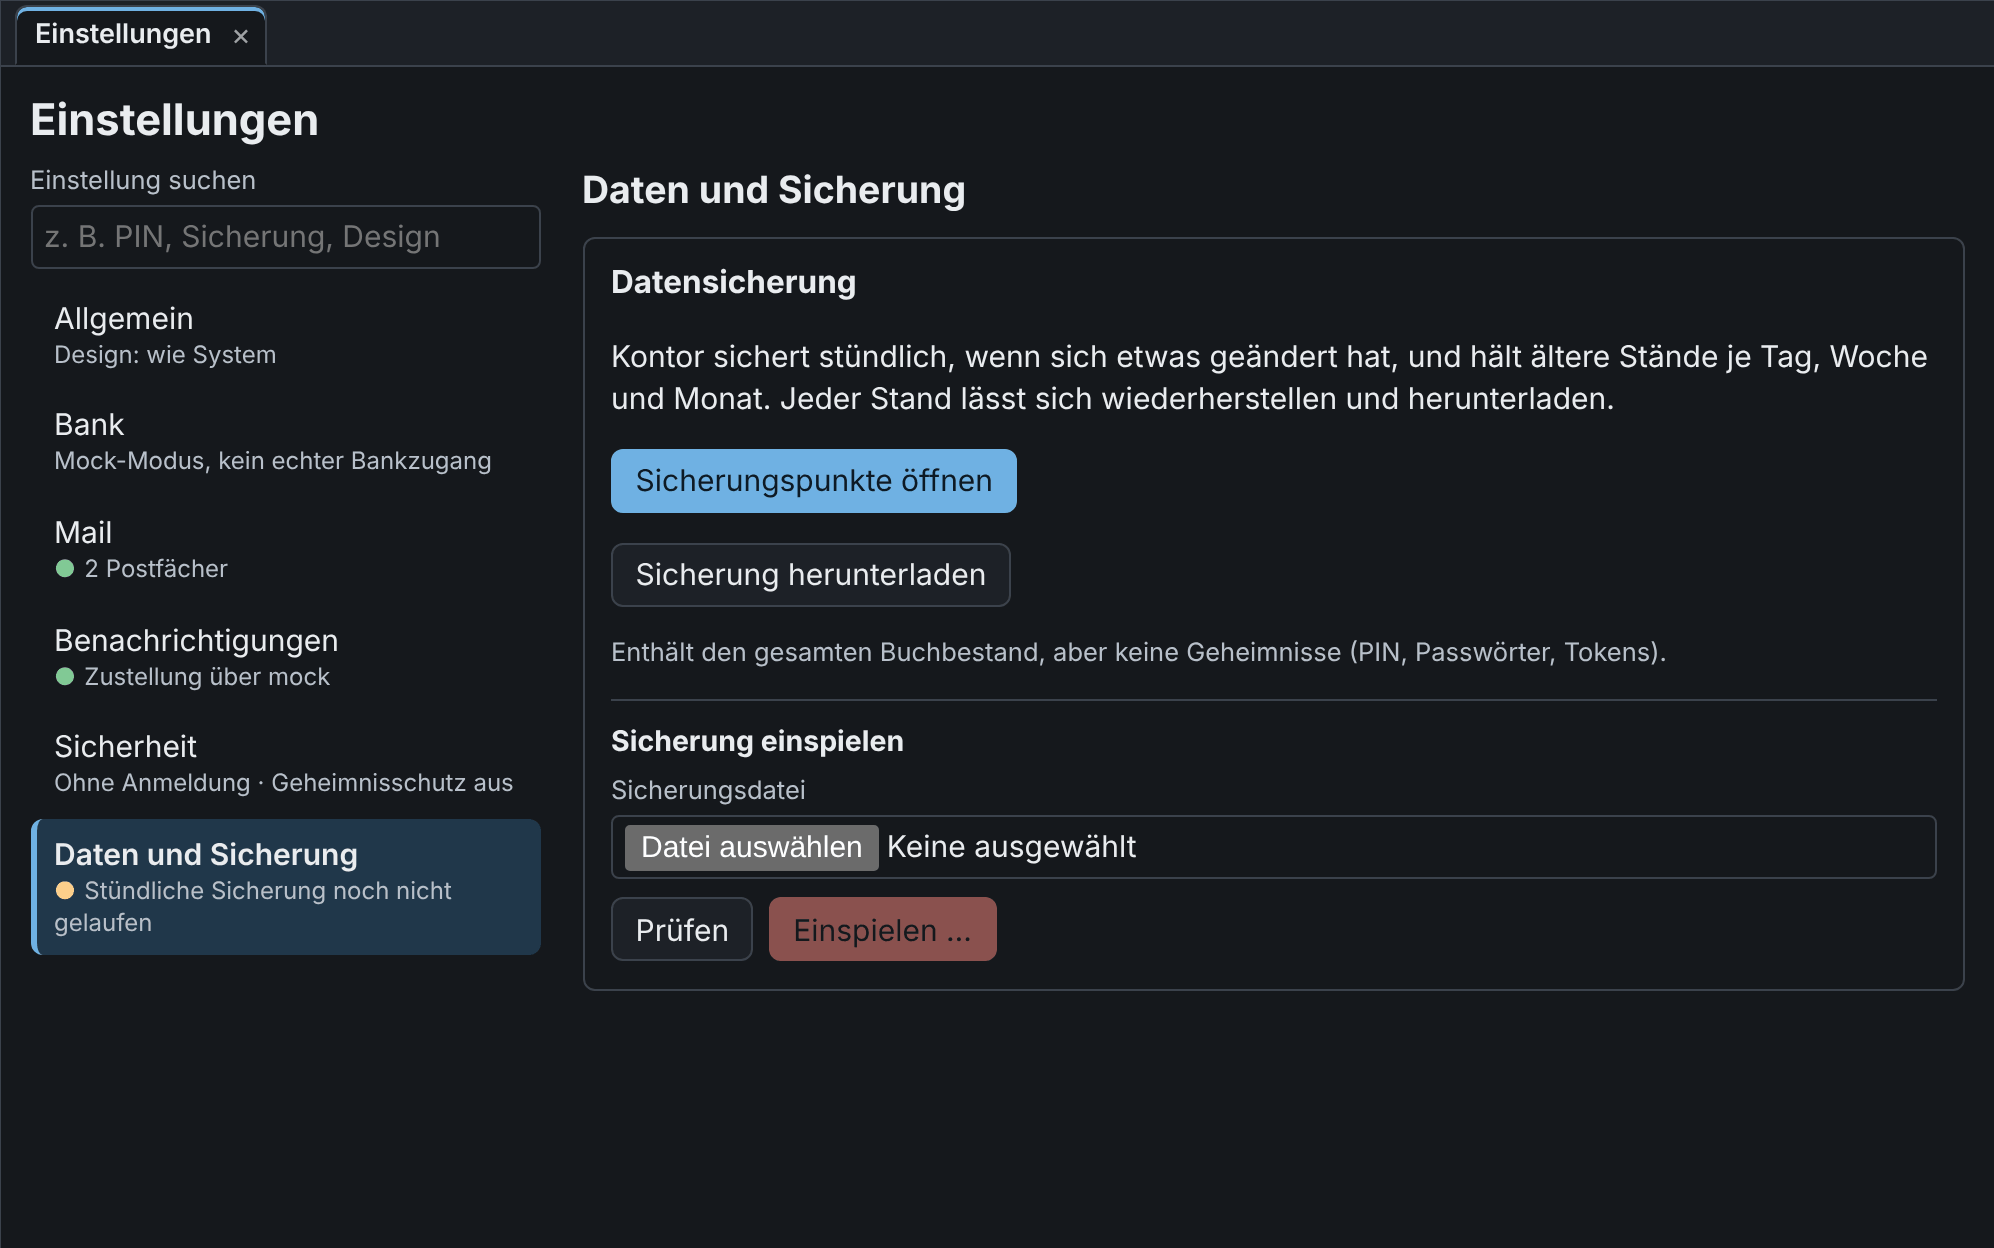 Einstellungen ×
Einstellungen
Einstellung suchen
z. B. PIN, Sicherung, Design
Allgemein
Design: wie System
Bank
Mock-Modus, kein echter Bankzugang
Mail
2 Postfächer
Benachrichtigungen
Zustellung über mock
Sicherheit
Ohne Anmeldung · Geheimnisschutz aus
Daten und Sicherung
Stündliche Sicherung noch nicht
gelaufen
Daten und Sicherung
Datensicherung
Kontor sichert stündlich, wenn sich etwas geändert hat, und hält ältere Stände je Tag, Woche
und Monat. Jeder Stand lässt sich wiederherstellen und herunterladen.
Sicherungspunkte öffnen
Sicherung herunterladen
Enthält den gesamten Buchbestand, aber keine Geheimnisse (PIN, Passwörter, Tokens).
Sicherung einspielen
Sicherungsdatei
Datei auswählen Keine ausgewählt
Prüfen Einspielen ...